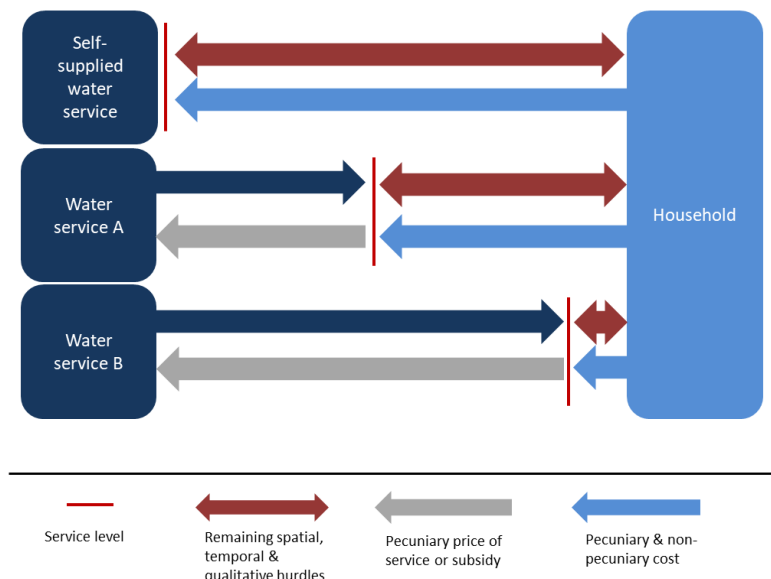 Self-
supplied
water
service
Water
service A
Household
Water
service B
Service level
Remaining spatial,
temporal &
qualitative hurdles
Pecuniary price of
service or subsidy
Pecuniary & non-
pecuniary cost